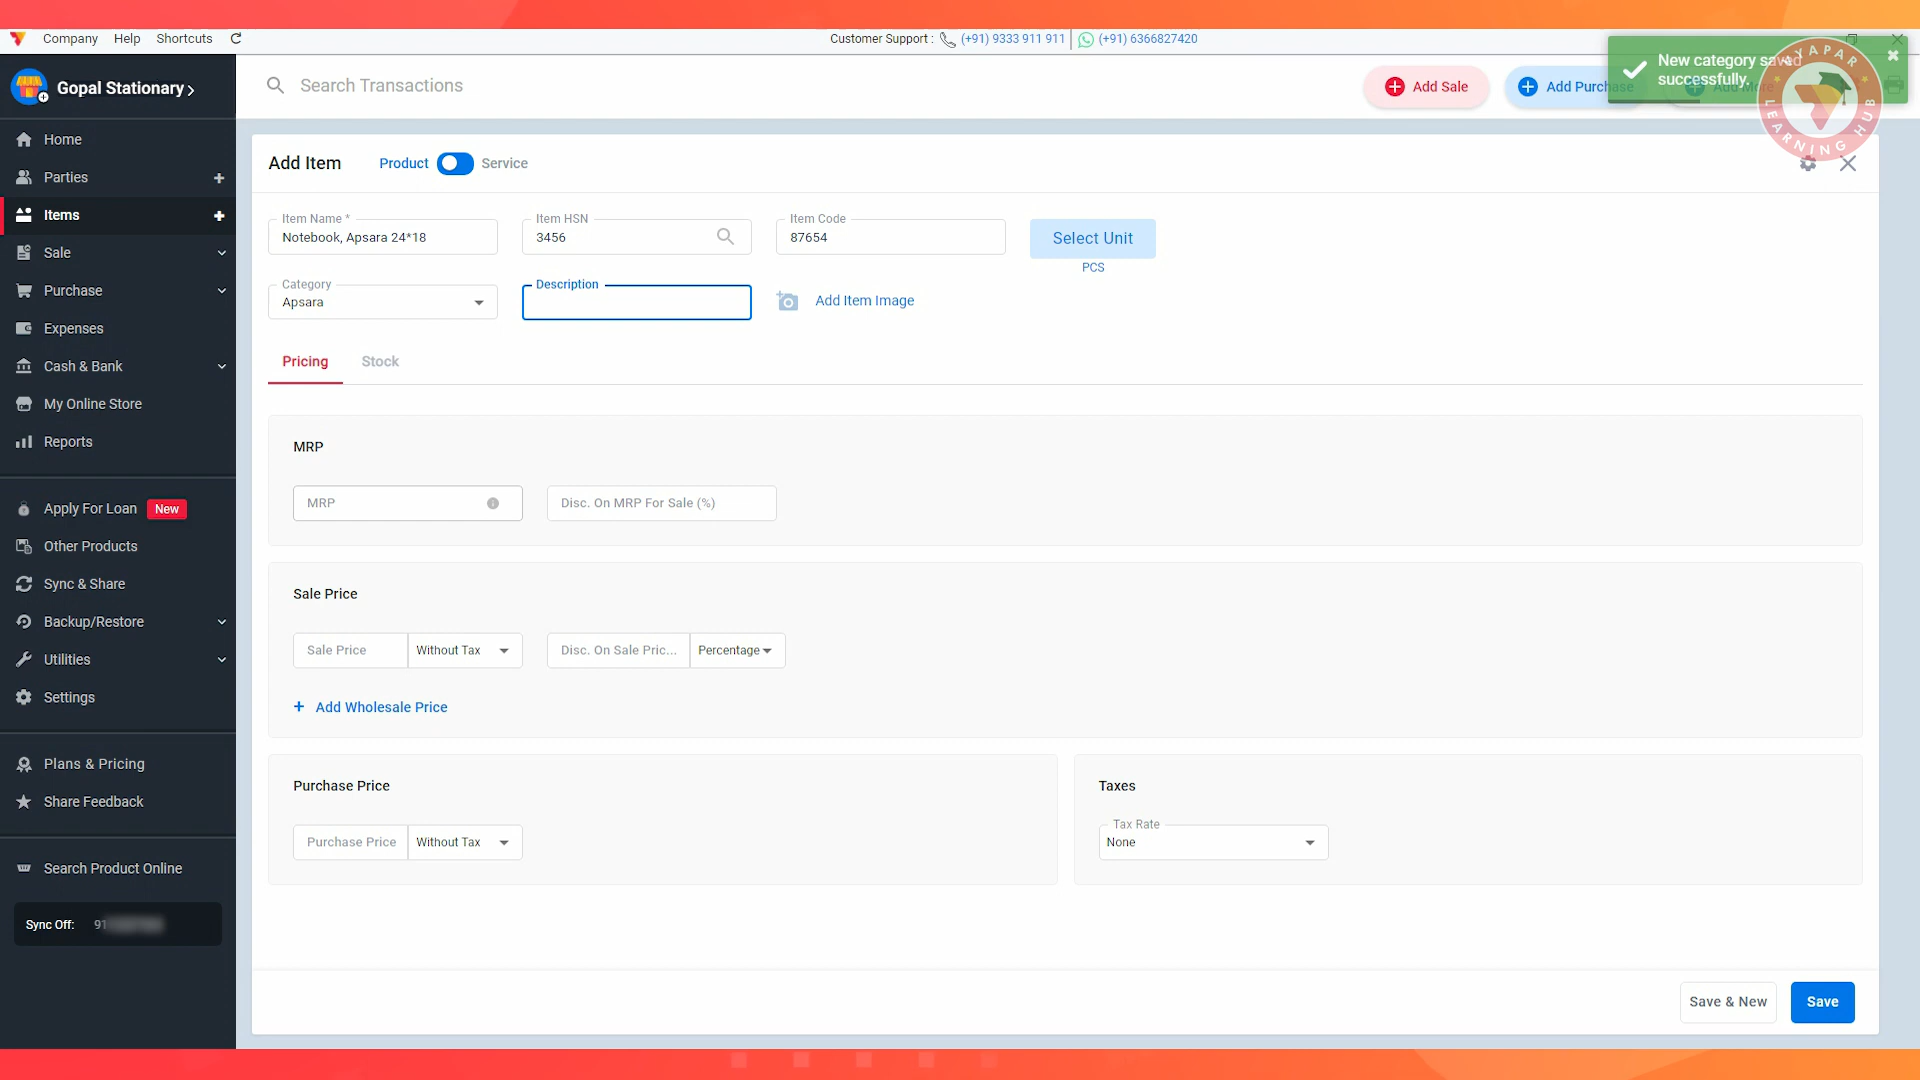 Company Help Shortcuts
Customer Support : (+91) 9333 911 911 (+91) 6366827420
Gopal Stationary
Search Transactions
Add Sale
Add Purchase
Add More
New category saved
successfully.
VYAPAR
LEARNING HUB
Home
Parties
Items
Sale
Purchase
Expenses
Cash & Bank
My Online Store
Reports
Apply For Loan New
Other Products
Sync & Share
Backup/Restore
Utilities
Settings
Plans & Pricing
Share Feedback
Search Product Online
Sync Off: 91
Add Item Product Service
Item Name *
Notebook, Apsara 24*18
Item HSN
3456
Item Code
87654
Select Unit
PCS
Category
Apsara
Description
Add Item Image
Pricing Stock
MRP
MRP
Disc. On MRP For Sale (%)
Sale Price
Sale Price Without Tax
Disc. On Sale Pric... Percentage
+ Add Wholesale Price
Purchase Price
Purchase Price Without Tax
Taxes
Tax Rate
None
Save & New
Save